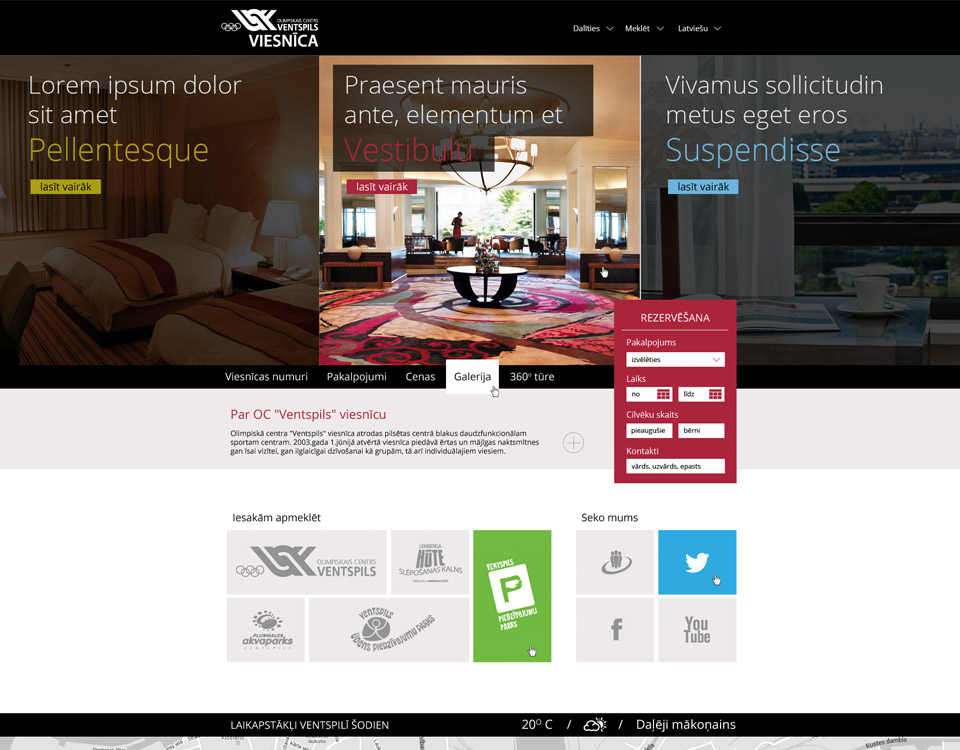 OLIMPISKAIS CENTRS
VENTSPILS
VIESNĪCA
Dalīties
Meklēt
Latviešu
Lorem ipsum dolor
sit amet
Pellentesque
lasīt vairāk
Praesent mauris
ante, elementum et
Vestibulu
lasīt vairāk
Vivamus sollicitudin
metus eget eros
Suspendisse
lasīt vairāk
Viesnīcas numuri
Pakalpojumi
Cenas
Galerija
360° tūre
REZERVĒŠANA
Pakalpojums
izvēlēties
Laiks
no
līdz
Cilvēku skaits
pieaugušie
bērni
Kontakti
vārds, uzvārds, epasts
Par OC "Ventspils" viesnīcu
Olimpiskā centra "Ventspils" viesnīca atrodas pilsētas centrā blakus daudzfunkcionālam
sportam centram. 2003.gada 1.jūnijā atvērtā viesnīca piedāvā ērtas un mājīgas naktsmītnes
gan īsai vizītei, gan ilglaicīgai dzīvošanai kā grupām, tā arī individuālajiem viesiem.
Iesakām apmeklēt
OLIMPISKAIS CENTRS
VENTSPILS
LEMBERGA
HŪTE
SLĒPOŠANAS KALNS
VENTSPILS
P
PIEDZĪVOJUMU
PARKS
PLUDMALES
akvaparks
VENTSPILS
VENTSPILS
ŪDENS PIEDZĪVOJUMU PARKS
Seko mums
f
You
Tube
LAIKAPSTĀKĻI VENTSPILĪ ŠODIEN
20° C / / Daļēji mākoņains
Kustes dambis